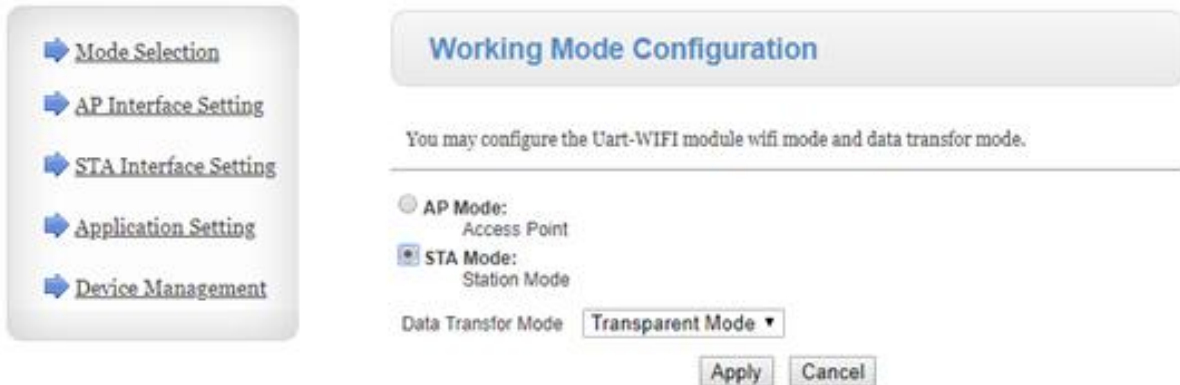 Mode Selection
AP Interface Setting
STA Interface Setting
Application Setting
Device Management
Working Mode Configuration
You may configure the Uart-WIFI module wifi mode and data transfor mode.
AP Mode:
Access Point
STA Mode:
Station Mode
Data Transfor Mode Transparent Mode
Apply Cancel